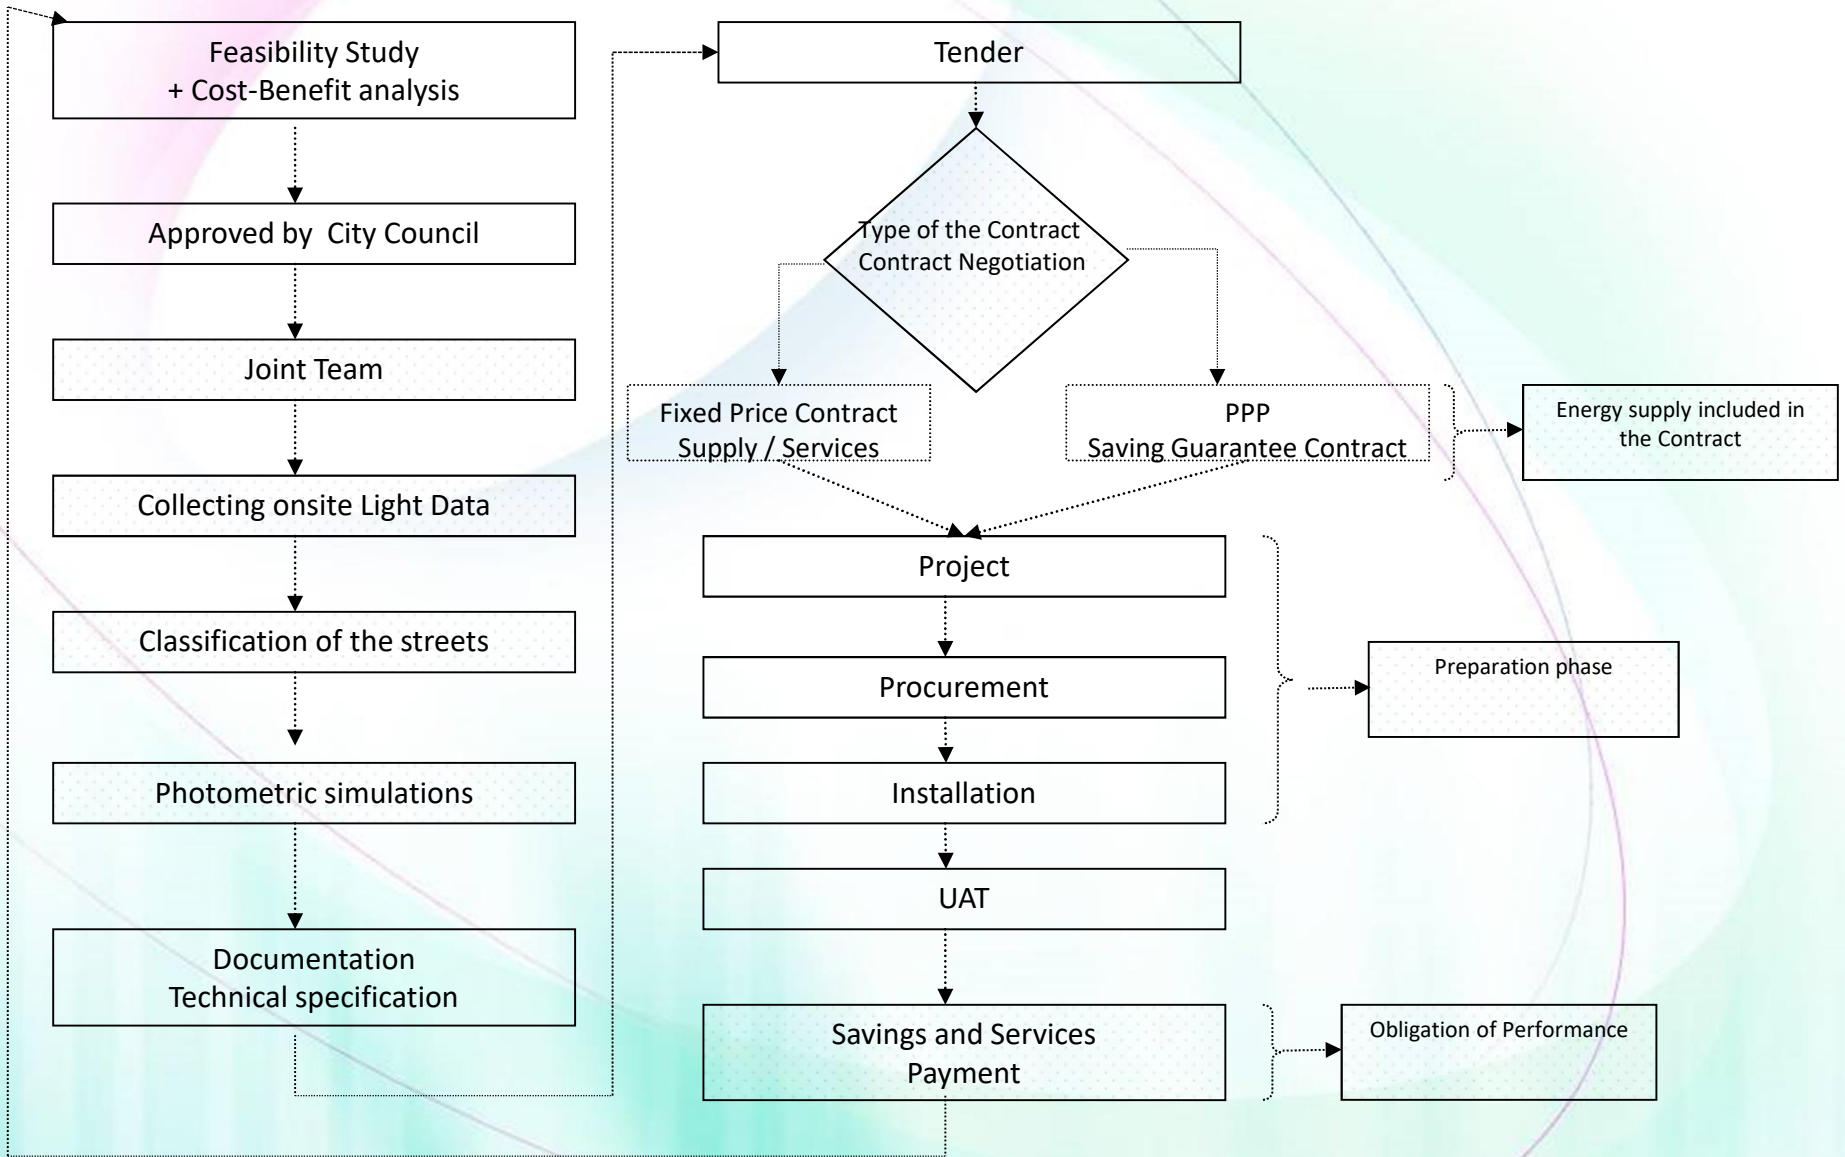 Feasibility Study
+ Cost-Benefit analysis
Approved by  City Council
Joint Team
Collecting onsite Light Data
Classification of the streets
Photometric simulations
Documentation
Technical specification
Tender
Type of the Contract
Contract Negotiation
Fixed Price Contract
Supply / Services
PPP
Saving Guarantee Contract
Energy supply included in
the Contract
Project
Procurement
Installation
Preparation phase
UAT
Savings and Services
Payment
Obligation of Performance